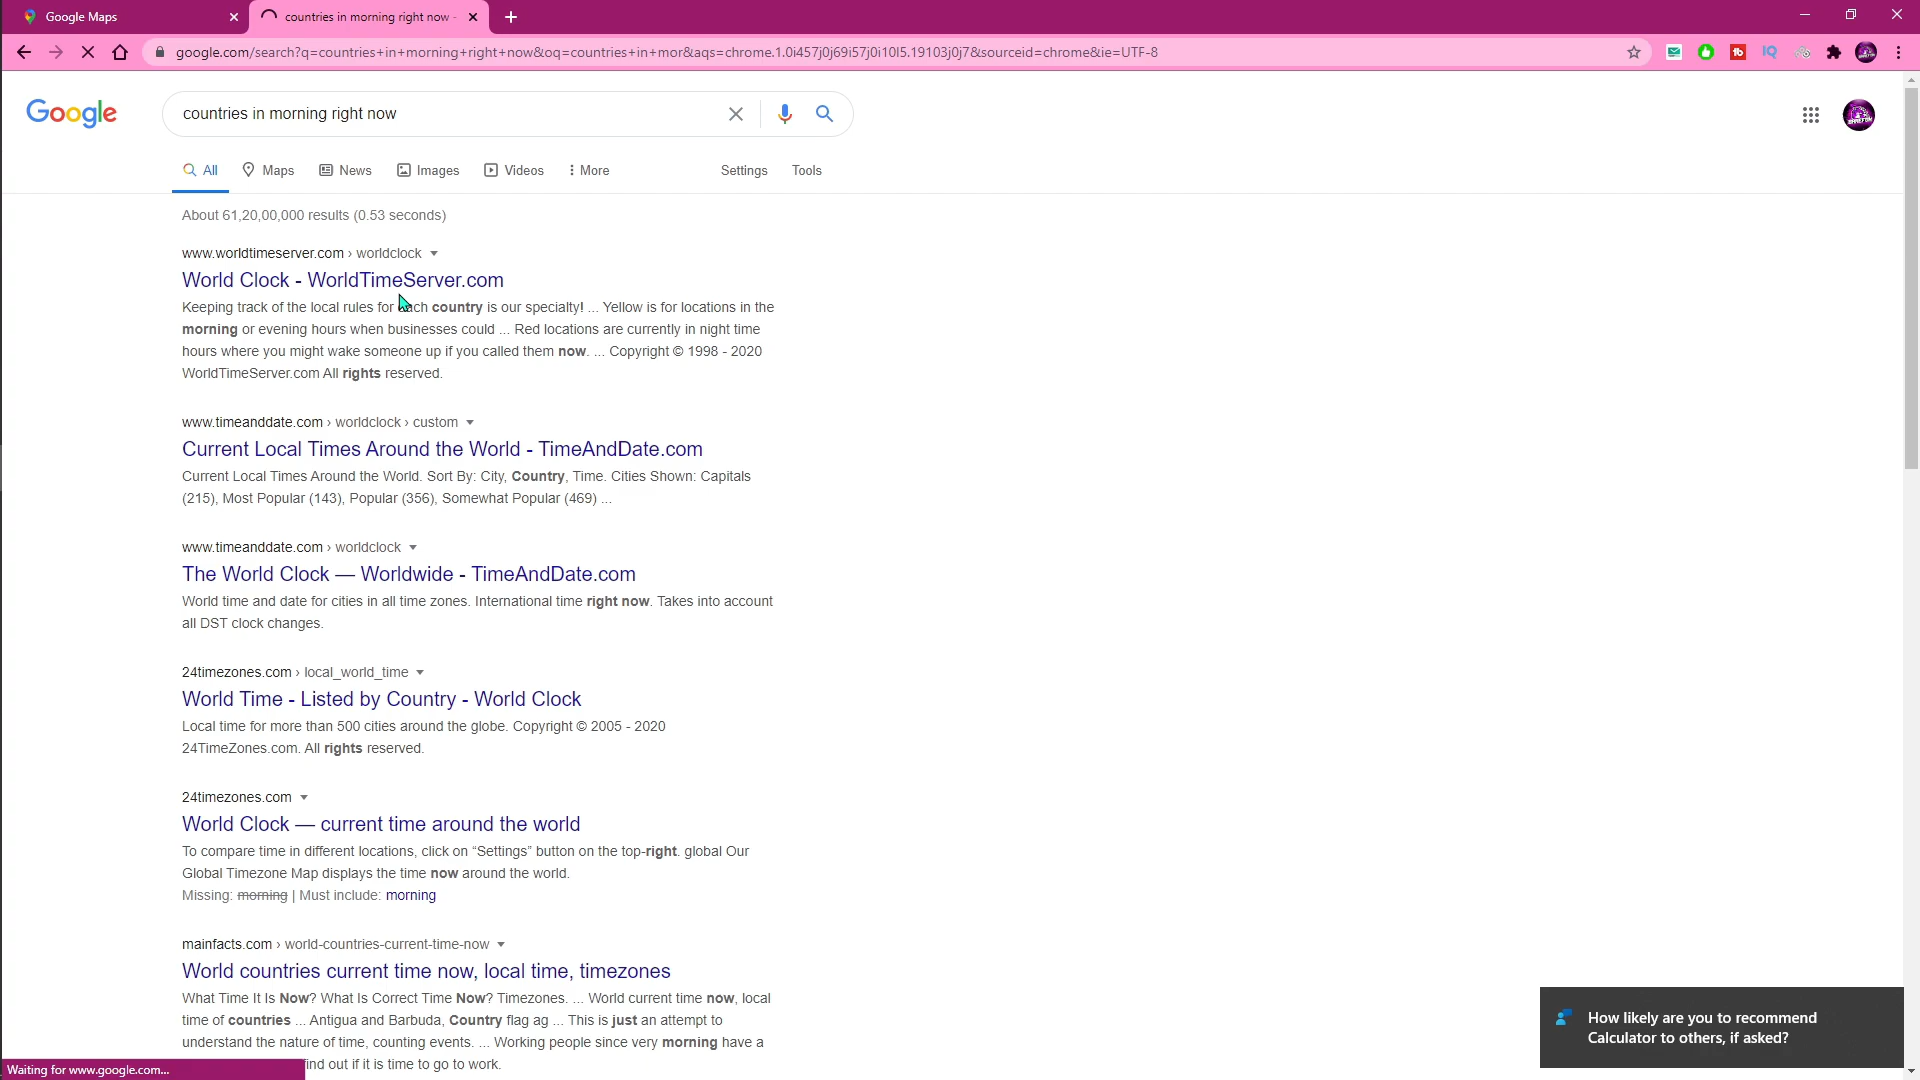 Google Maps
countries in morning right now -
google.com/search?q=countries+in+morning+right+now&oq=countries+in+mor&aqs=chrome.1.0i457j0j69i57j0i10l5.19103j0j7&sourceid=chrome&ie=UTF-8
Google
countries in morning right now
All Maps News Images Videos More Settings Tools
About 61,20,00,000 results (0.53 seconds)
www.worldtimeserver.com › worldclock
World Clock - WorldTimeServer.com
Keeping track of the local rules for country is our specialty! ... Yellow is for locations in the
morning or evening hours when businesses could ... Red locations are currently in night time
hours where you might wake someone up if you called them now. ... Copyright © 1998 - 2020
WorldTimeServer.com All rights reserved.
www.timeanddate.com › worldclock › custom
Current Local Times Around the World - TimeAndDate.com
Current Local Times Around the World. Sort By: City, Country, Time. Cities Shown: Capitals
(215), Most Popular (143), Popular (356), Somewhat Popular (469) ...
www.timeanddate.com › worldclock
The World Clock — Worldwide - TimeAndDate.com
World time and date for cities in all time zones. International time right now. Takes into account
all DST clock changes.
24timezones.com › local_world_time
World Time - Listed by Country - World Clock
Local time for more than 500 cities around the globe. Copyright © 2005 - 2020
24TimeZones.com. All rights reserved.
24timezones.com
World Clock — current time around the world
To compare time in different locations, click on “Settings” button on the top-right. global Our
Global Timezone Map displays the time now around the world.
Missing: morning | Must include: morning
mainfacts.com › world-countries-current-time-now
World countries current time now, local time, timezones
What Time It Is Now? What Is Correct Time Now? Timezones. ... World current time now, local
time of countries ... Antigua and Barbuda, Country flag ag ... This is just an attempt to
understand the nature of time, counting events. ... Working people since very morning have a
find out if it is time to go to work.
Waiting for www.google.com...
How likely are you to recommend
Calculator to others, if asked?